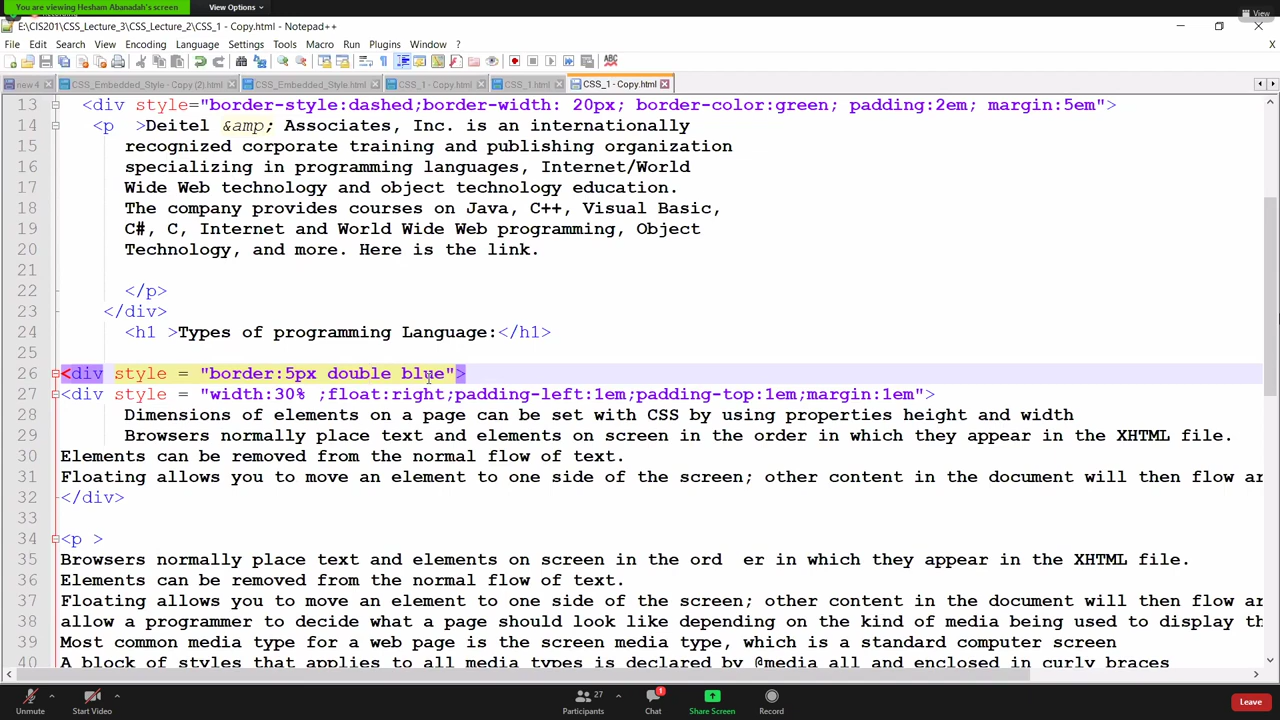 You are viewing Hesham Abanadah's screen
View Options
View
E:\CIS201\CSS_Lecture_3\CSS_Lecture_2\CSS_1 - Copy.html - Notepad++
File Edit Search View Encoding Language Settings Tools Macro Run Plugins Window ?
X
new 4 CSS_Embedded_Style - Copy (2).html CSS_Embedded_Style.html CSS_1 - Copy.html CSS_1.html CSS_1 - Copy.html
13 <div style="border-style:dashed;border-width: 20px; border-color:green; padding:2em; margin:5em">
14 <p >Deitel &amp; Associates, Inc. is an internationally
15 recognized corporate training and publishing organization
16 specializing in programming languages, Internet/World
17 Wide Web technology and object technology education.
18 The company provides courses on Java, C++, Visual Basic,
19 C#, C, Internet and World Wide Web programming, Object
20 Technology, and more. Here is the link.
21
22 </p>
23 </div>
24 <h1 >Types of programming Language:</h1>
25
26 <div style = "border:5px double blue">
27 <div style = "width:30% ;float:right;padding-left:1em;padding-top:1em;margin:1em">
28 Dimensions of elements on a page can be set with CSS by using properties height and width
29 Browsers normally place text and elements on screen in the order in which they appear in the XHTML file.
30 Elements can be removed from the normal flow of text.
31 Floating allows you to move an element to one side of the screen; other content in the document will then flow ar
32 </div>
33
34 <p >
35 Browsers normally place text and elements on screen in the ord er in which they appear in the XHTML file.
36 Elements can be removed from the normal flow of text.
37 Floating allows you to move an element to one side of the screen; other content in the document will then flow ar
38 allow a programmer to decide what a page should look like depending on the kind of media being used to display th
39 Most common media type for a web page is the screen media type, which is a standard computer screen
40 A block of styles that applies to all media types is declared by @media all and enclosed in curly braces
Unmute Start Video Participants 27 Chat 1 Share Screen Record Leave